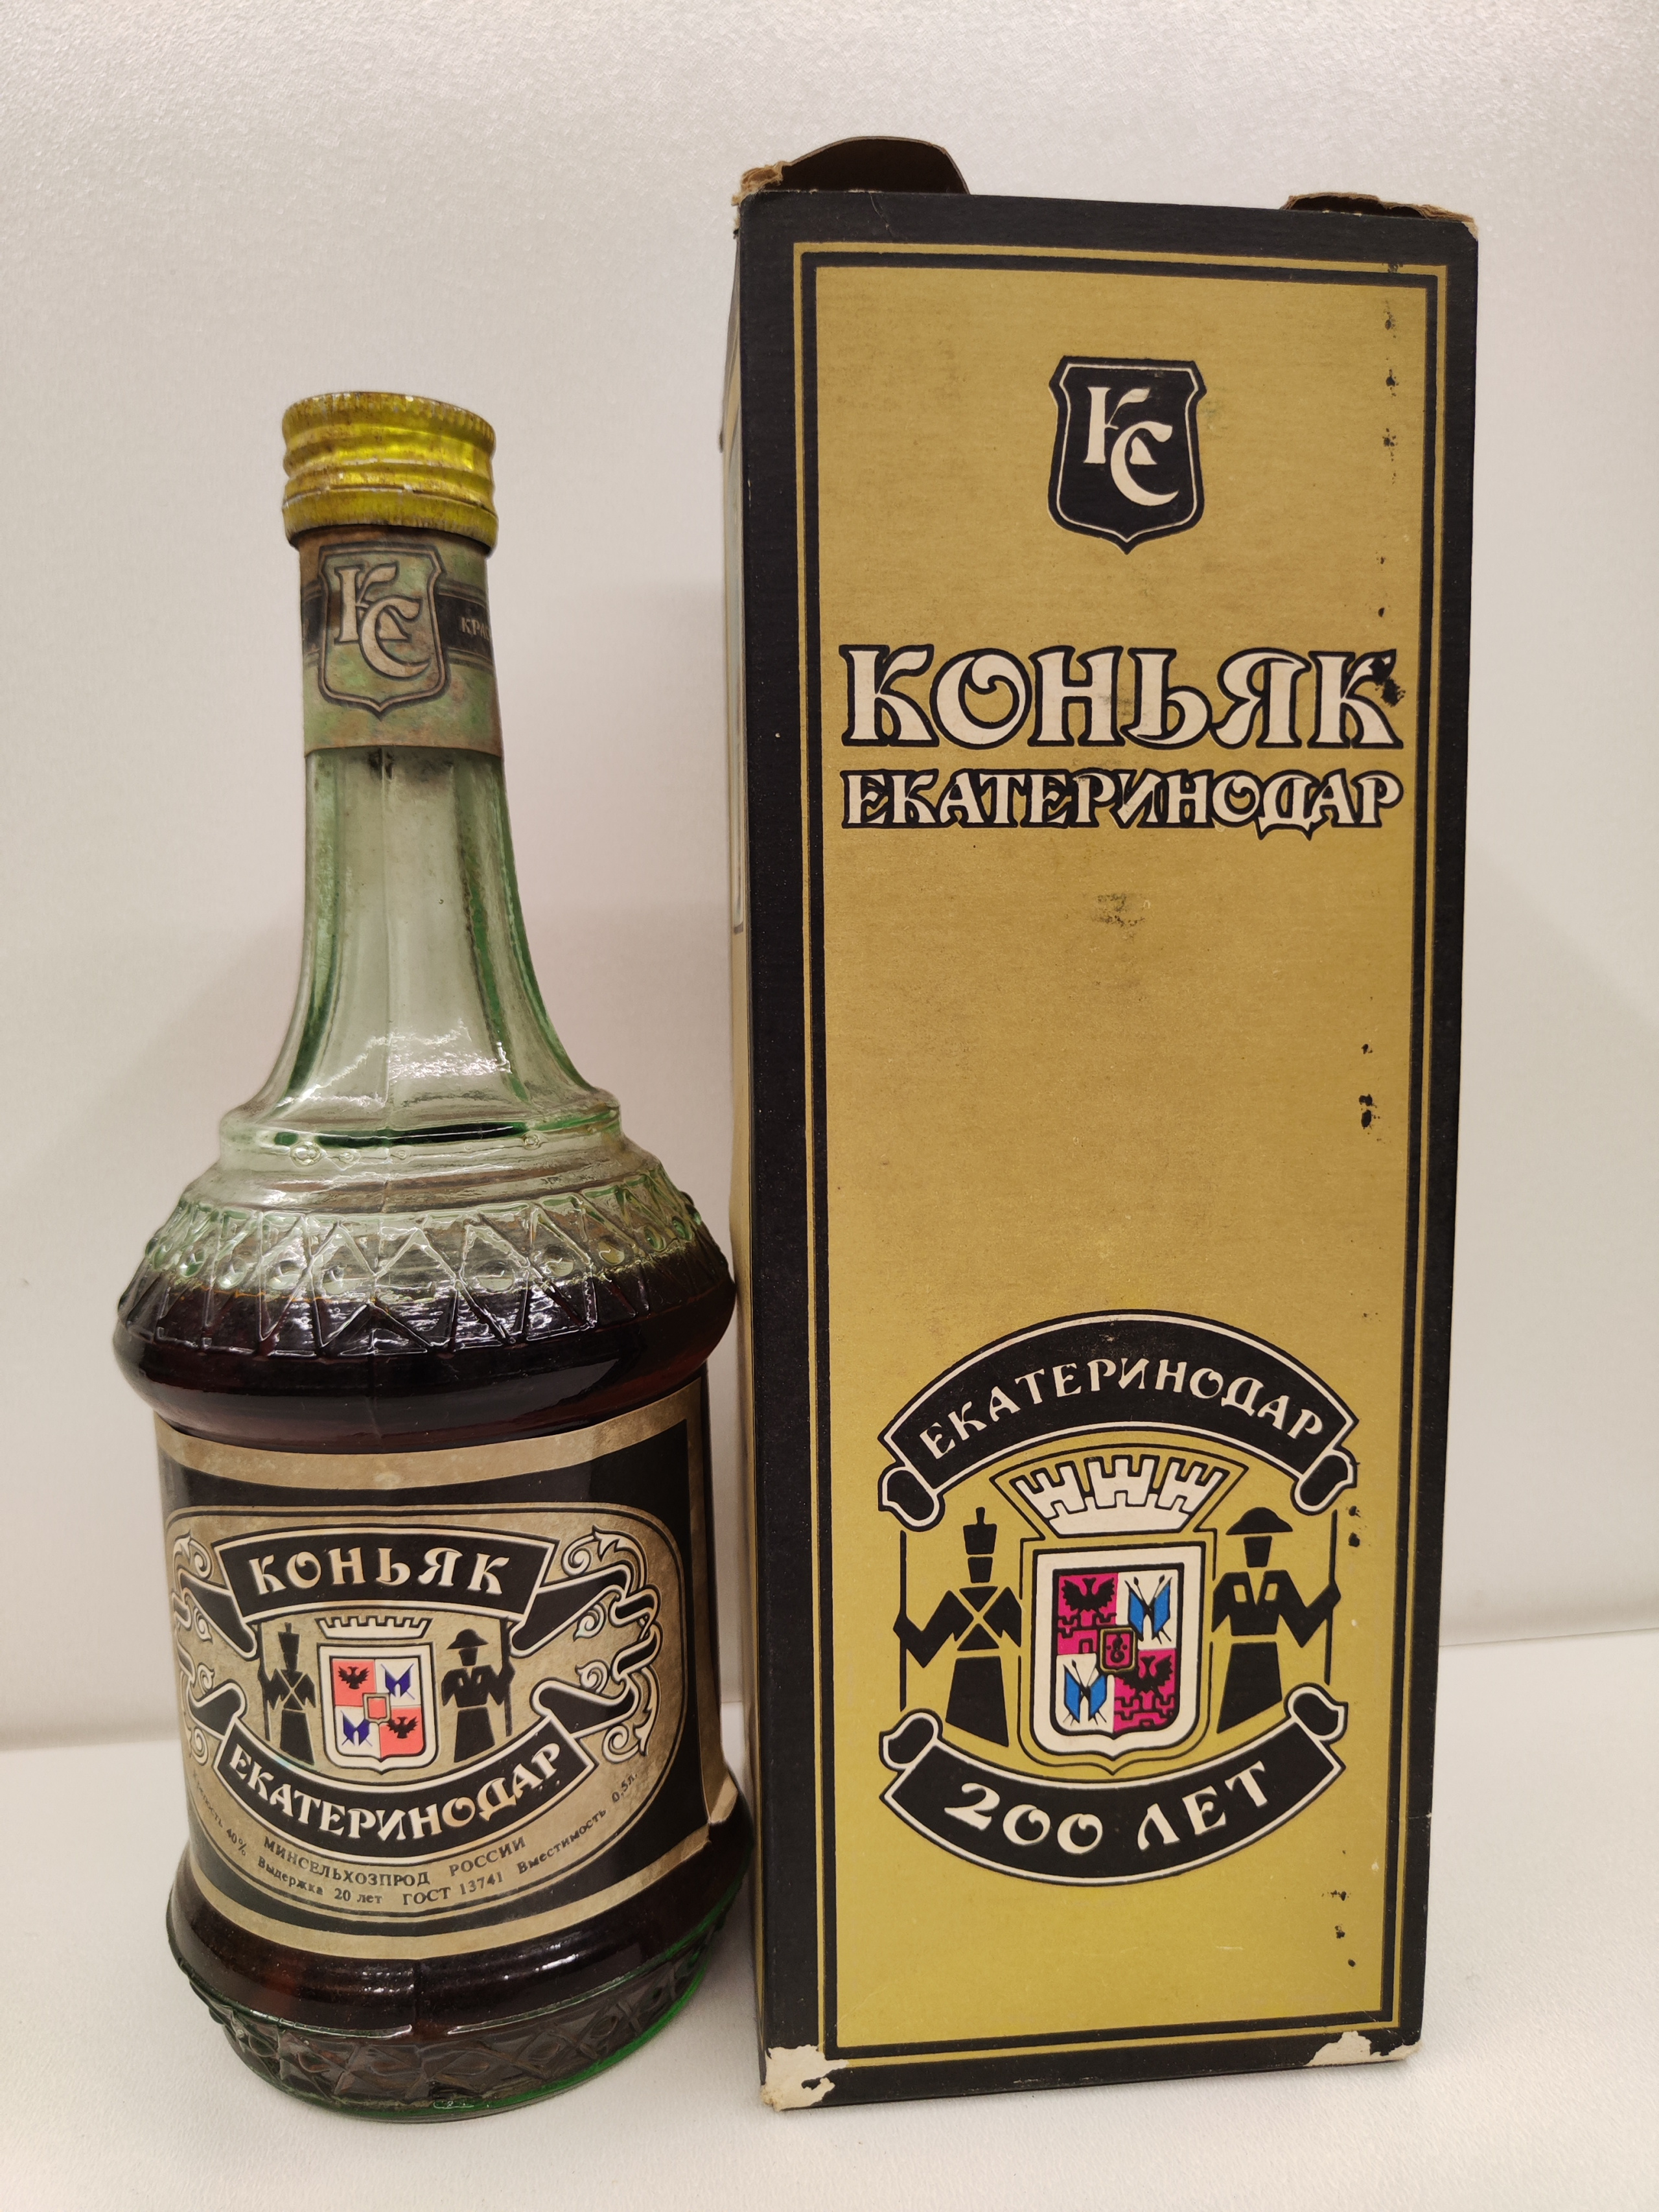 КС
КОНЬЯК
ЕКАТЕРИНОДАР
МИНСЕЛЬХОЗПРОД РОССИИ
40% Выдержка 20 лет ГОСТ 13741 Вместимость 0,5л.
КС
КОНЬЯК
ЕКАТЕРИНОДАР
ЕКАТЕРИНОДАР
200 ЛЕТ